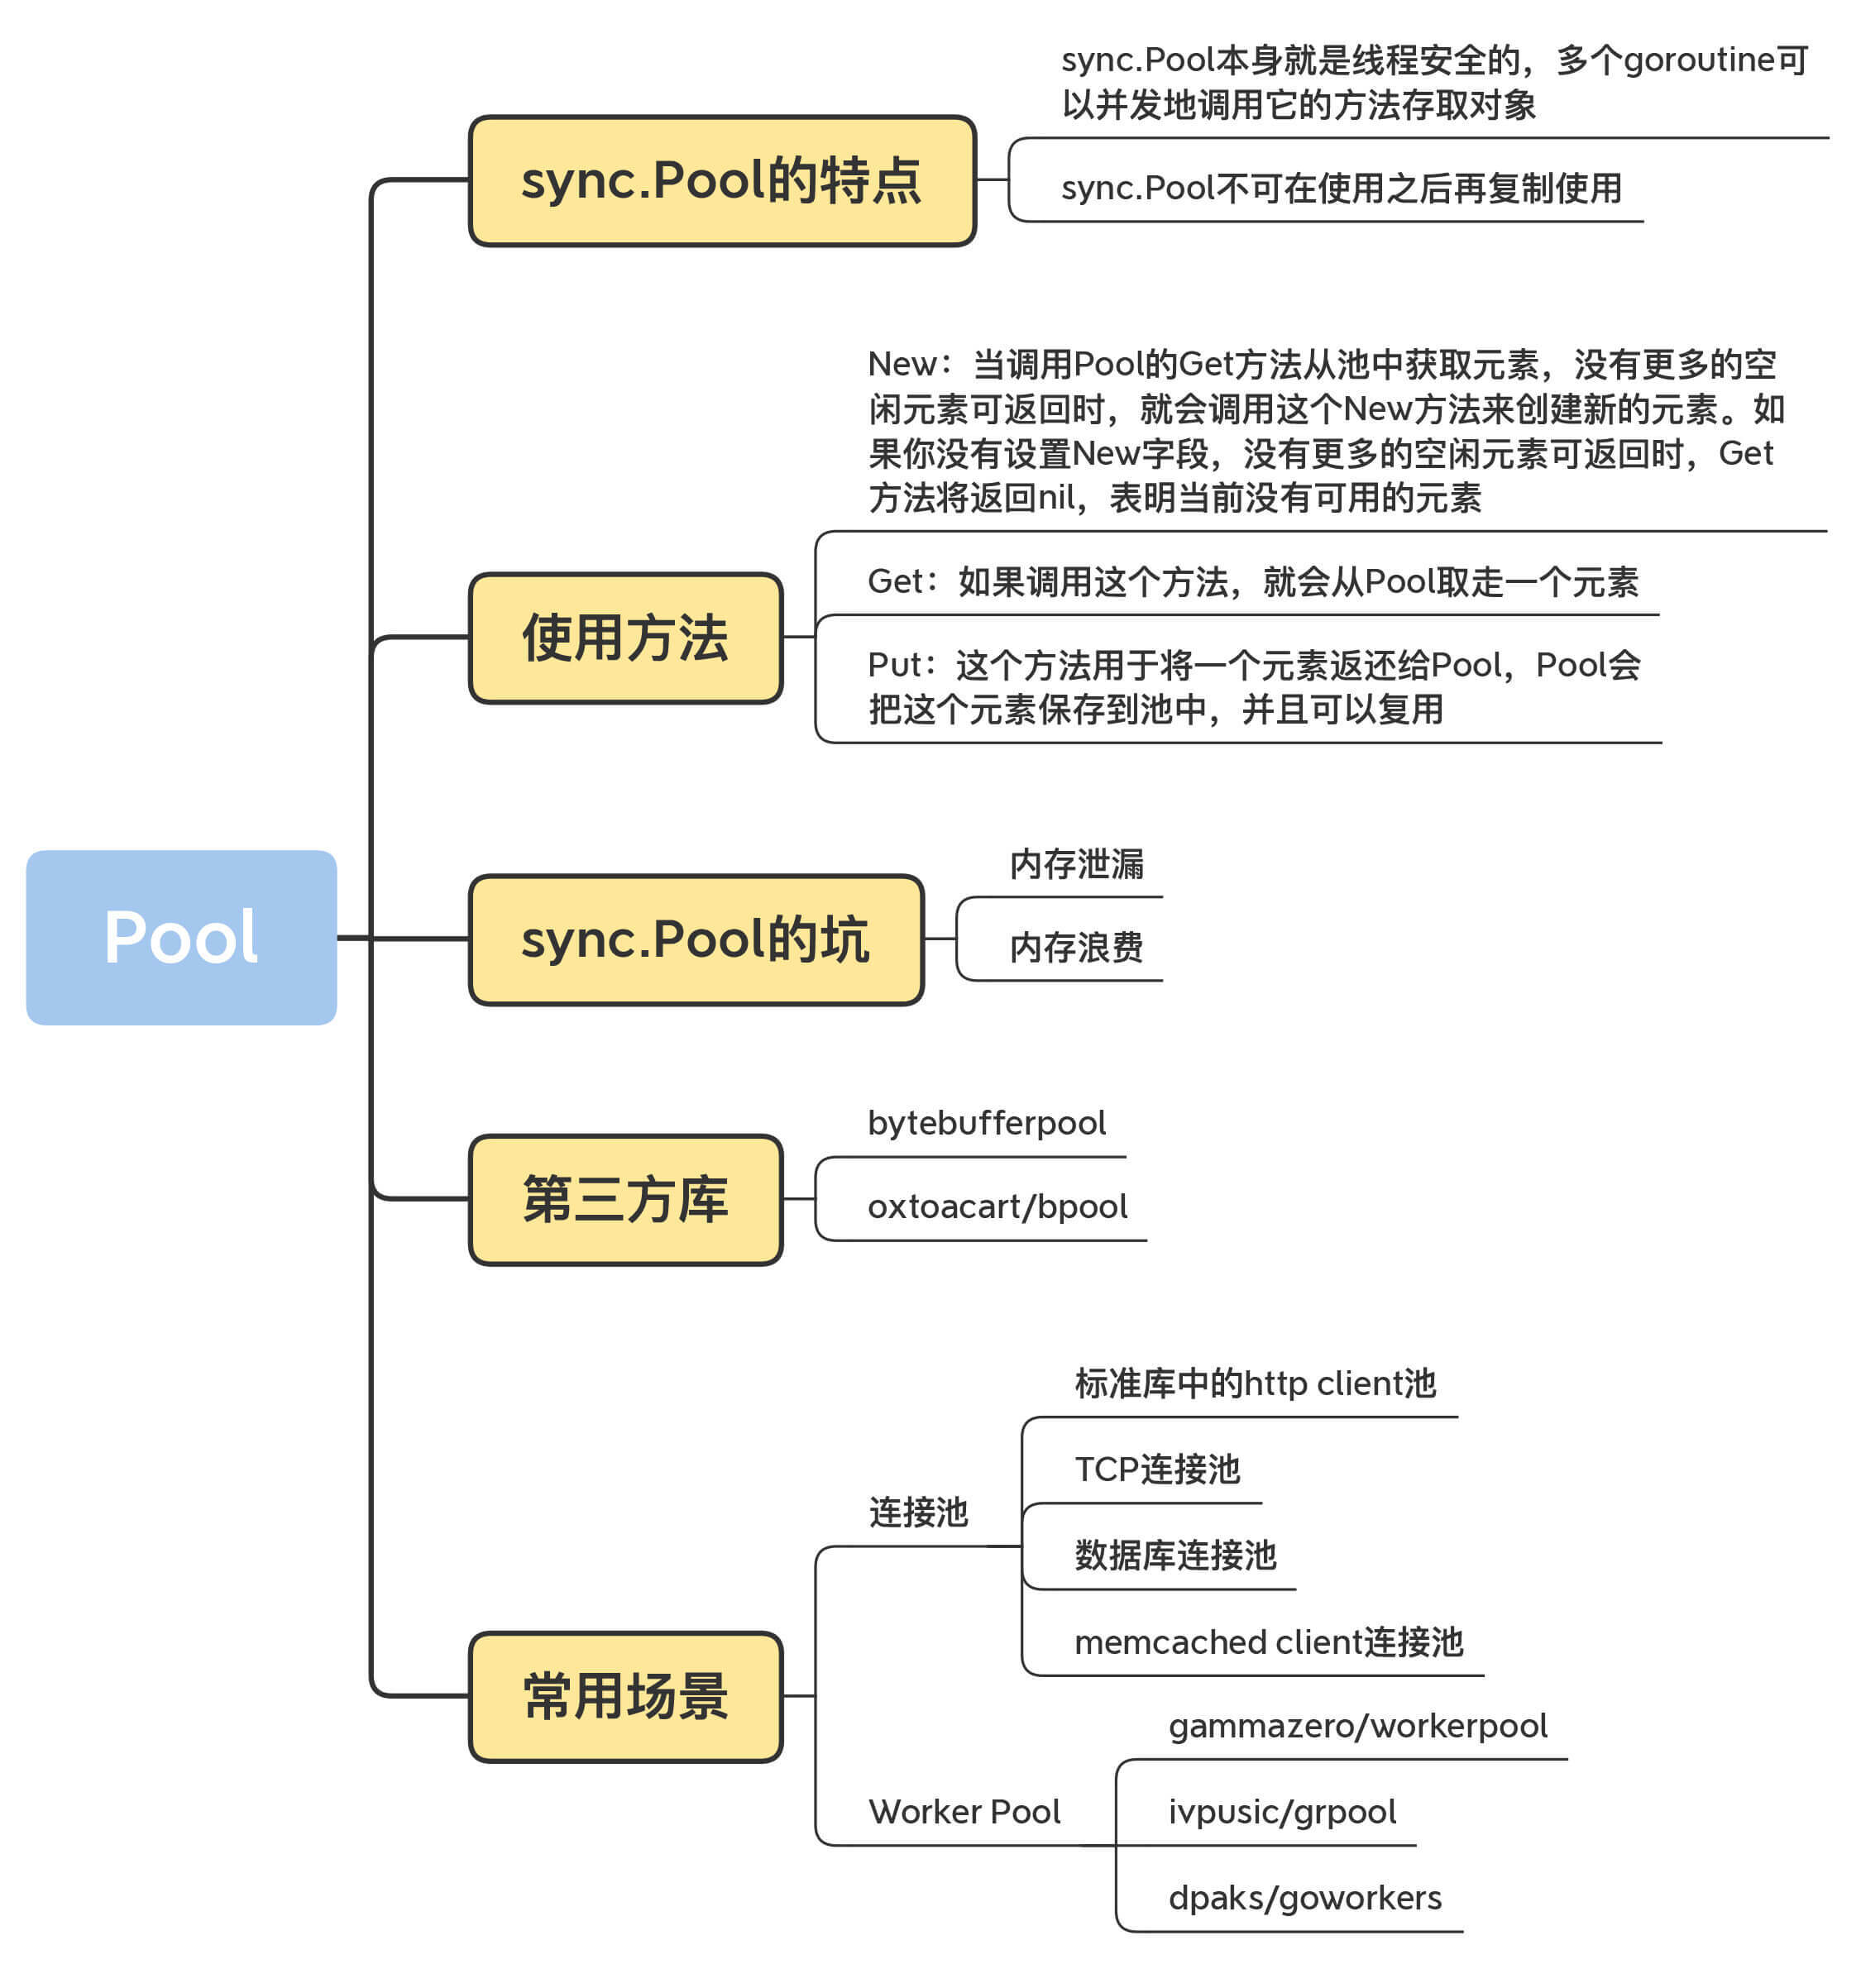 Pool
sync.Pool的特点
sync.Pool本身就是线程安全的，多个goroutine可
以并发地调用它的方法存取对象
sync.Pool不可在使用之后再复制使用
使用方法
New：当调用Pool的Get方法从池中获取元素，没有更多的空
闲元素可返回时，就会调用这个New方法来创建新的元素。如
果你没有设置New字段，没有更多的空闲元素可返回时，Get
方法将返回nil，表明当前没有可用的元素
Get：如果调用这个方法，就会从Pool取走一个元素
Put：这个方法用于将一个元素返还给Pool，Pool会
把这个元素保存到池中，并且可以复用
sync.Pool的坑
内存泄漏
内存浪费
第三方库
bytebufferpool
oxtoacart/bpool
常用场景
连接池
标准库中的http client池
TCP连接池
数据库连接池
memcached client连接池
Worker Pool
gammazero/workerpool
ivpusic/grpool
dpaks/goworkers